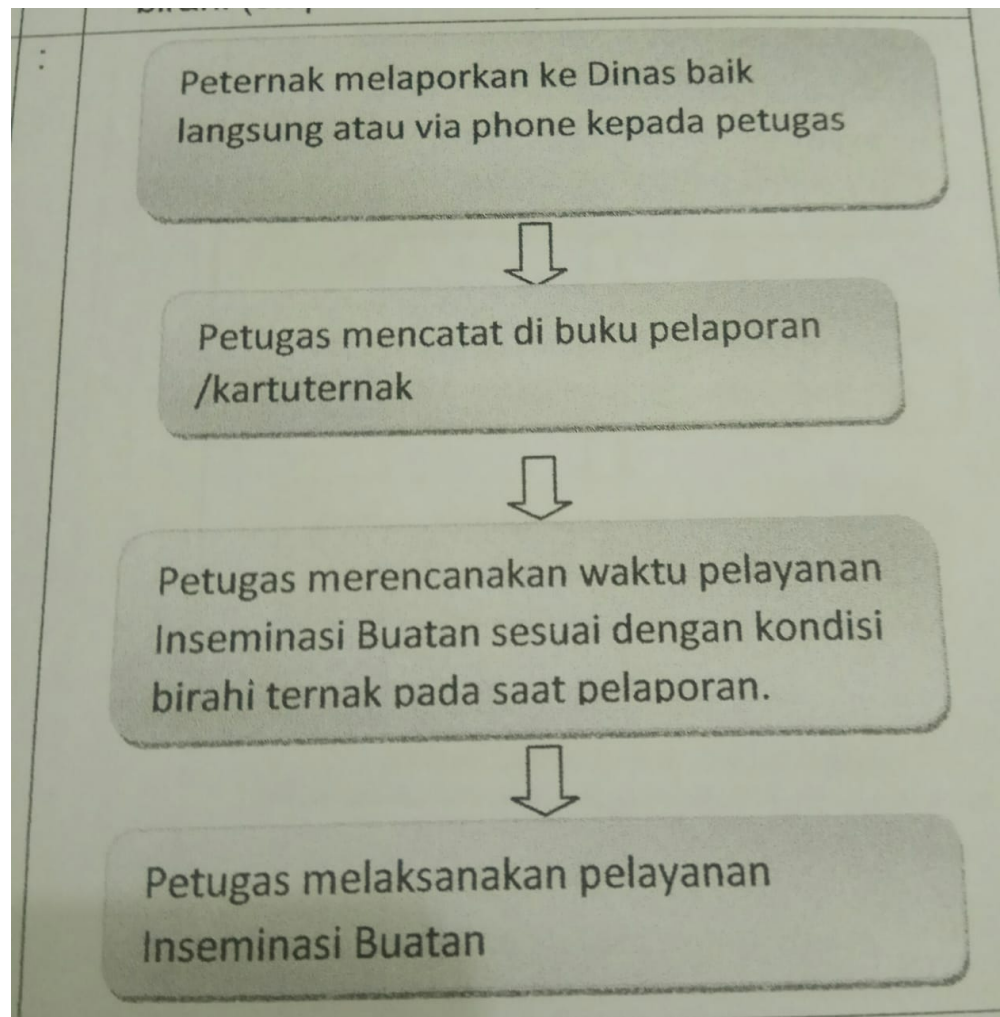 :
Peternak melaporkan ke Dinas baik
langsung atau via phone kepada petugas
Petugas mencatat di buku pelaporan
/kartuternak
Petugas merencanakan waktu pelayanan
Inseminasi Buatan sesuai dengan kondisi
birahi ternak pada saat pelaporan.
Petugas melaksanakan pelayanan
Inseminasi Buatan